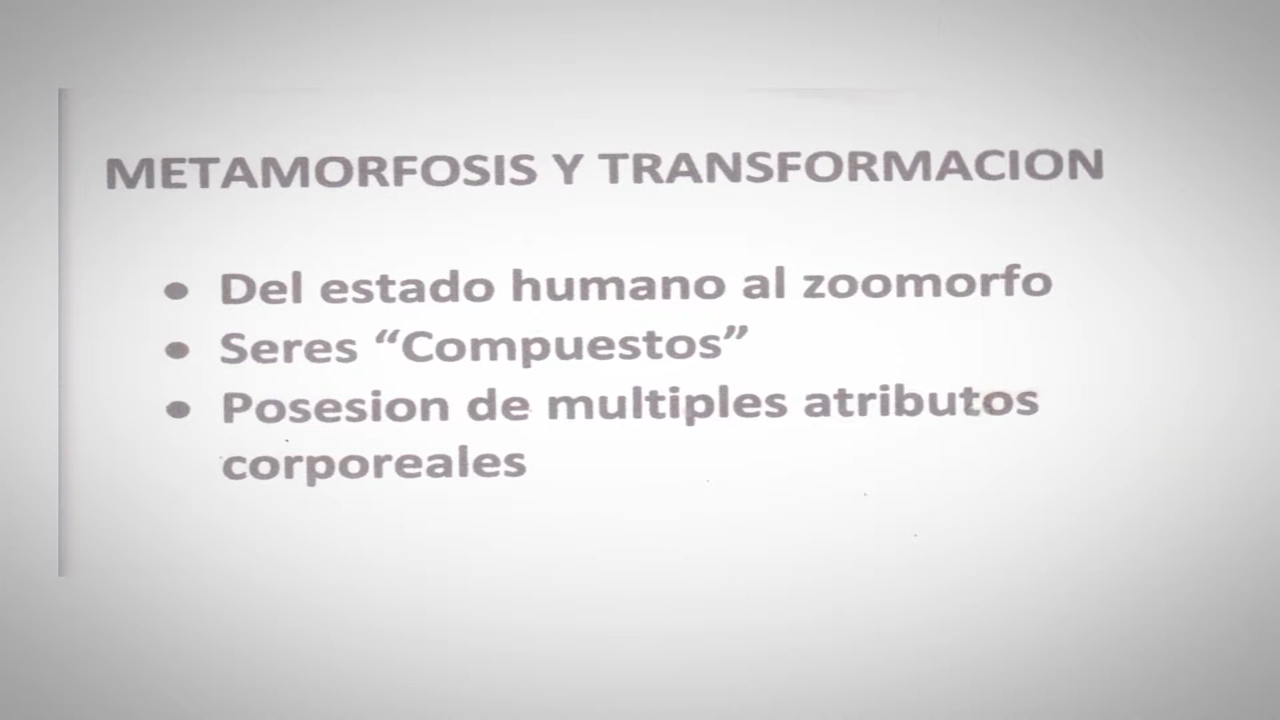 METAMORFOSIS Y TRANSFORMACION
• Del estado humano al zoomorfo
• Seres “Compuestos”
• Posesion de multiples atributos
corporeales